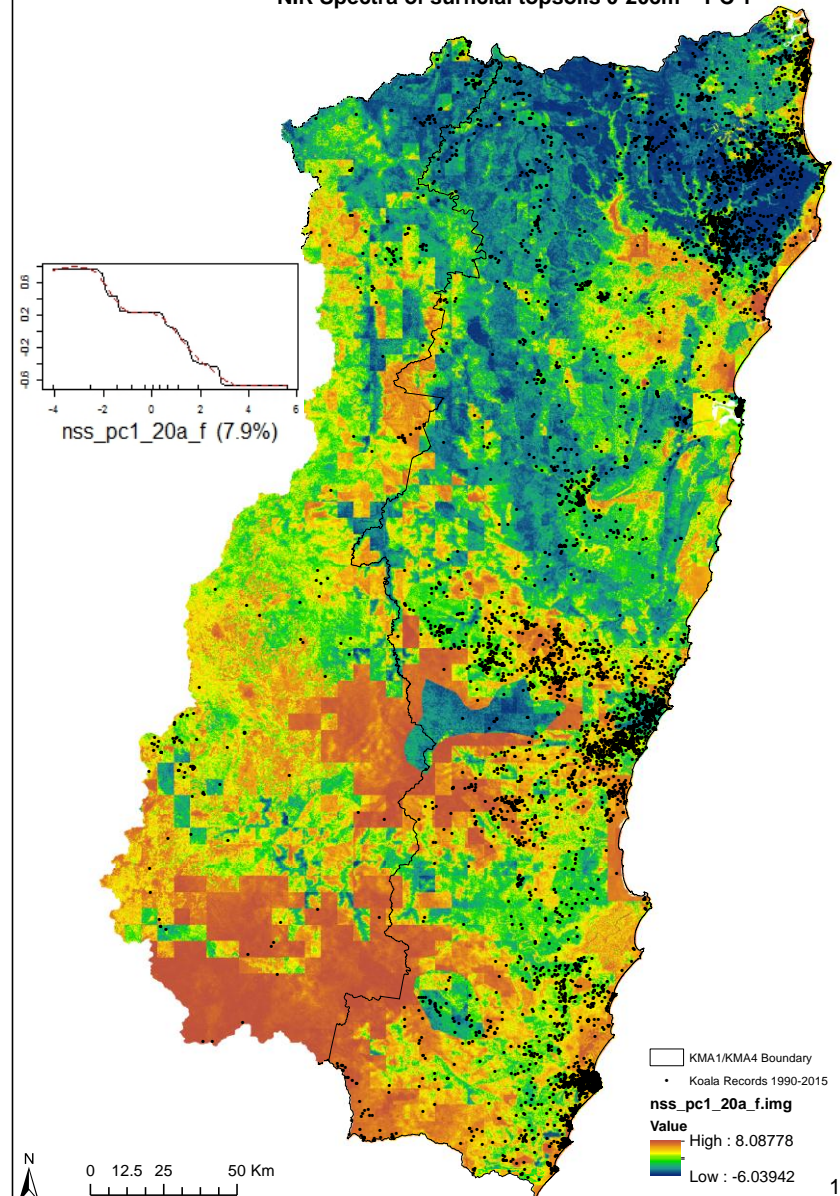 NIR Spectra of surficial topsoils 0-20cm - PC 1
0.6
0.2
-0.2
-0.6
-4 -2 0 2 4 6
nss_pc1_20a_f (7.9%)
KMA1/KMA4 Boundary
Koala Records 1990-2015
nss_pc1_20a_f.img
Value
High : 8.08778
Low : -6.03942
N
0 12.5 25 50 Km
1